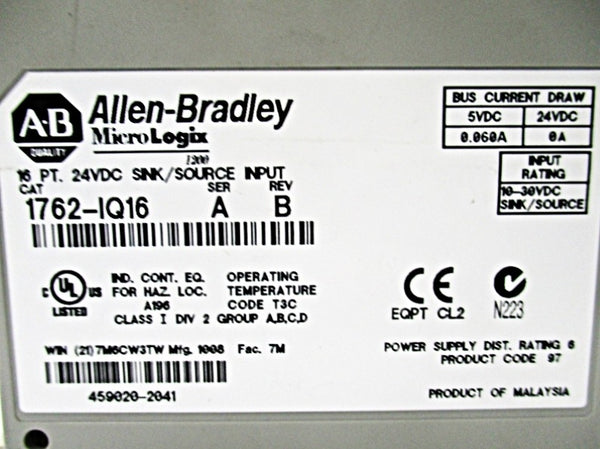 A-B
QUALITY
Allen-Bradley
MicroLogix
1200
16 PT. 24VDC SINK/SOURCE INPUT
CAT SER REV
1762-IQ16 A B
BUS CURRENT DRAW
5VDC 24VDC
0.060A 0A
INPUT
RATING
10-30VDC
SINK/SOURCE
C UL US
LISTED
IND. CONT. EQ.
FOR HAZ. LOC.
A196
OPERATING
TEMPERATURE
CODE T3C
CLASS I DIV 2 GROUP A,B,C,D
CE
EQPT CL2
N223
WIN (21)7M6CW3TW Mfg. 1008 Fac. 7M
459020-2041
POWER SUPPLY DIST. RATING 6
PRODUCT CODE 97
PRODUCT OF MALAYSIA